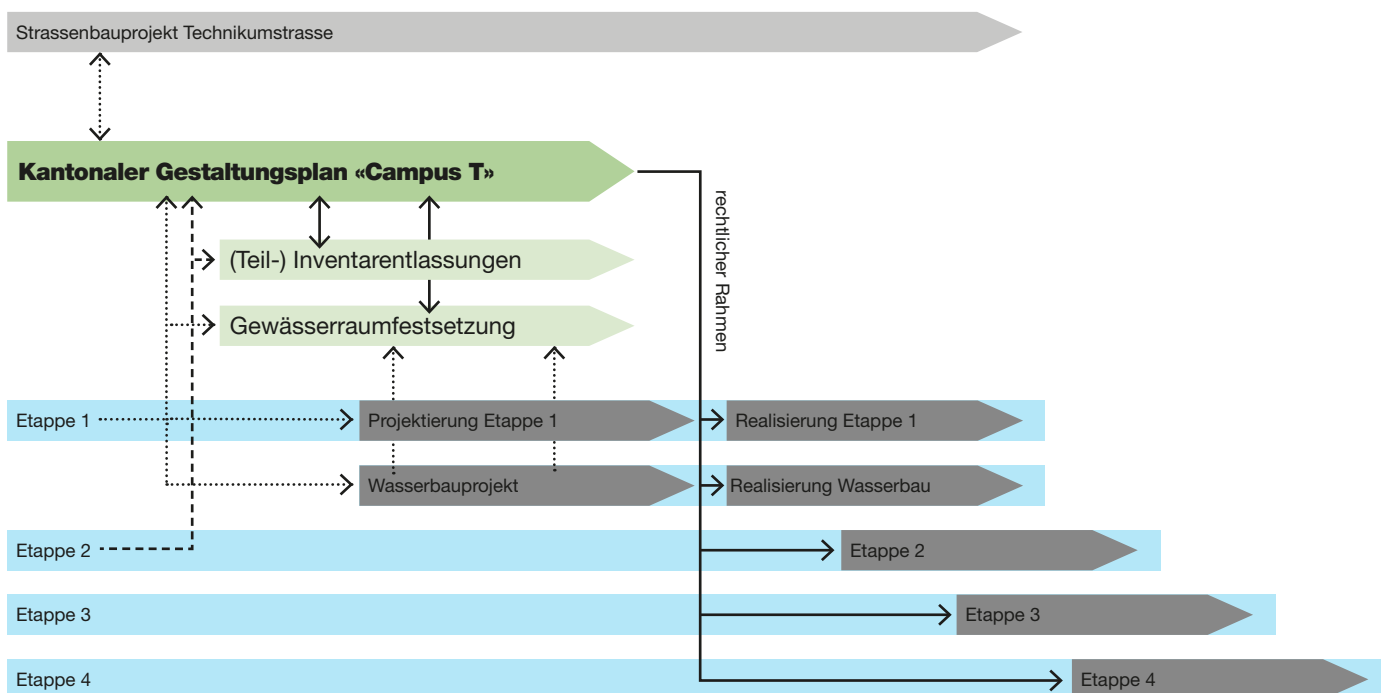 Strassenbauprojekt Technikumstrasse
Kantonaler Gestaltungsplan «Campus T»
rechtlicher Rahmen
(Teil-) Inventarentlassungen
Gewässerraumfestsetzung
Etappe 1
Projektierung Etappe 1
Realisierung Etappe 1
Wasserbauprojekt
Realisierung Wasserbau
Etappe 2
Etappe 2
Etappe 3
Etappe 3
Etappe 4
Etappe 4